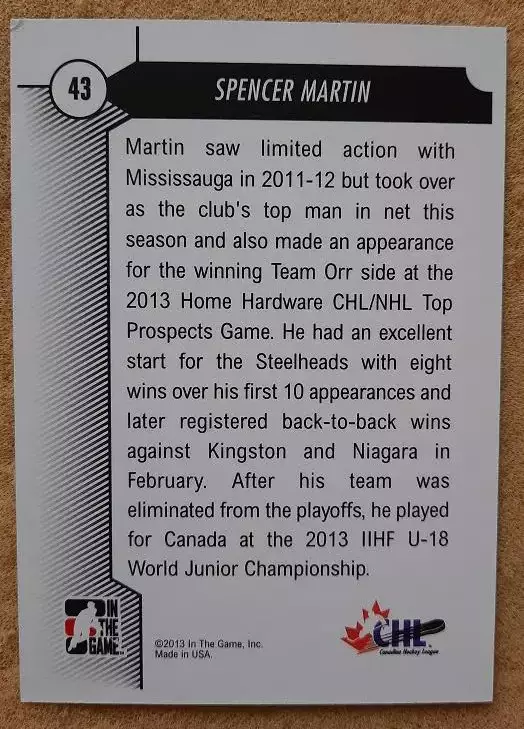 43
SPENCER MARTIN
Martin saw limited action with
Mississauga in 2011-12 but took over
as the club's top man in net this
season and also made an appearance
for the winning Team Orr side at the
2013 Home Hardware CHL/NHL Top
Prospects Game. He had an excellent
start for the Steelheads with eight
wins over his first 10 appearances and
later registered back-to-back wins
against Kingston and Niagara in
February. After his team was
eliminated from the playoffs, he played
for Canada at the 2013 IIHF U-18
World Junior Championship.
IN
THE
GAME
©2013 In The Game, Inc.
Made in USA.
CHL
Canadian Hockey League